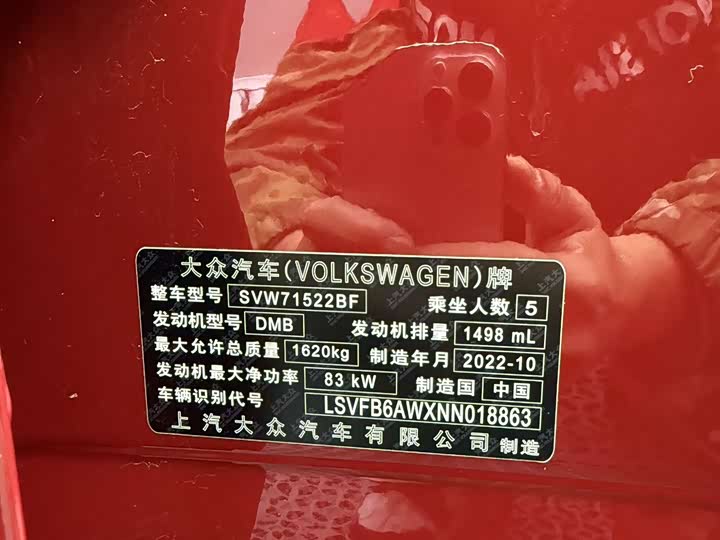 大众汽车(VOLKSWAGEN)牌
整车型号 SVW71522BF 乘坐人数 5
发动机型号 DMB 发动机排量 1498 mL
最大允许总质量 1620kg 制造年月 2022-10
发动机最大净功率 83 kW 制造国 中国
车辆识别代号 LSVFB6AWXNN018863
上汽大众汽车有限公司 制造